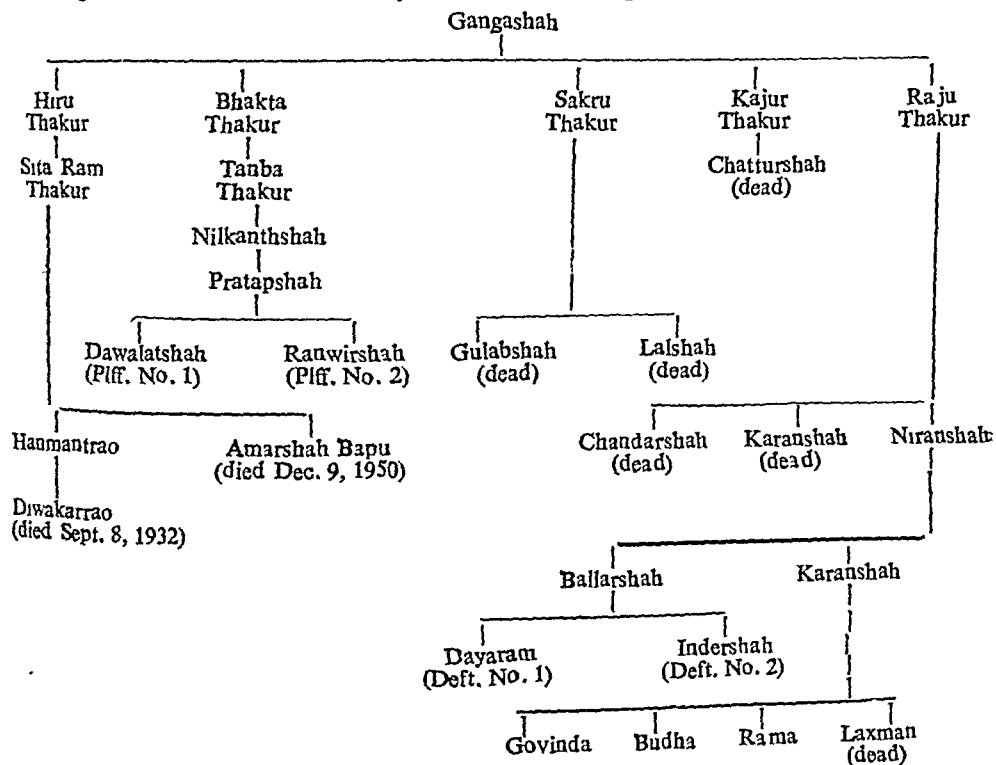 Gangashah
Hiru
Thakur
Bhakta
Thakur
Sakru
Thakur
Kajur
Thakur
Raju
Thakur
Sita Ram
Thakur
Tanba
Thakur
Chatturshah
(dead)
Nilkanthshah
Pratapshah
Dawalatshah
(Plff. No. 1)
Ranwirshah
(Plff. No. 2)
Gulabshah
(dead)
Lalshah
(dead)
Hanmantrao
Amarshah Bapu
(died Dec. 9, 1950)
Chandarshah
(dead)
Karanshah
(dead)
Niranshah
Diwakarrao
(died Sept. 8, 1932)
Ballarshah
Karanshah
Dayaram
(Deft. No. 1)
Indershah
(Deft. No. 2)
Govinda
Budha
Rama
Laxman
(dead)